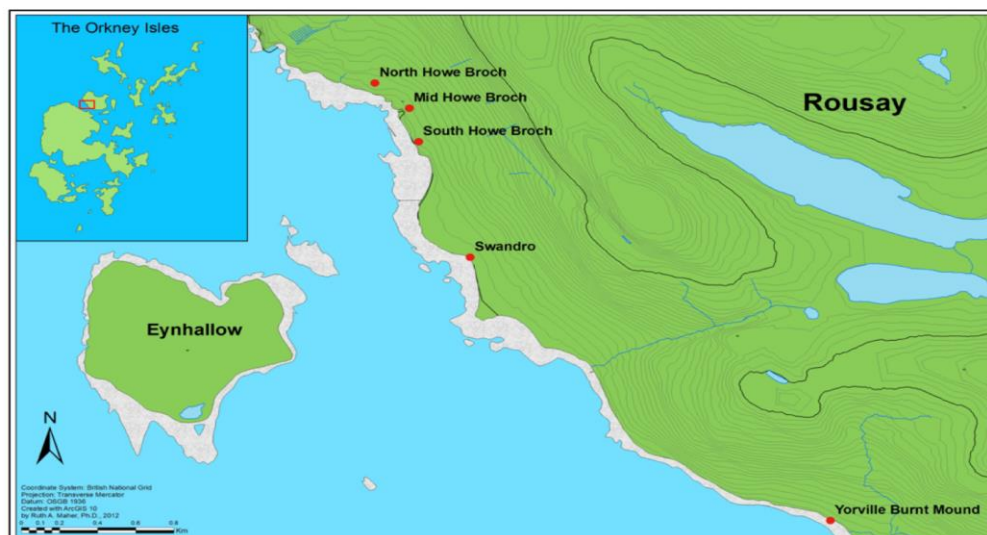 The Orkney Isles
North Howe Broch
Mid Howe Broch
Rousay
South Howe Broch
Swandro
Eynhallow
N
Coordinate System: British National Grid
Projection: Transverse Mercator
Datum: OSGB 1936
Created with ArcGIS 10
by Ruth A. Maher, Ph.D., 2012
0 0.1 0.2 0.4 0.6 0.8
Km
Yorville Burnt Mound